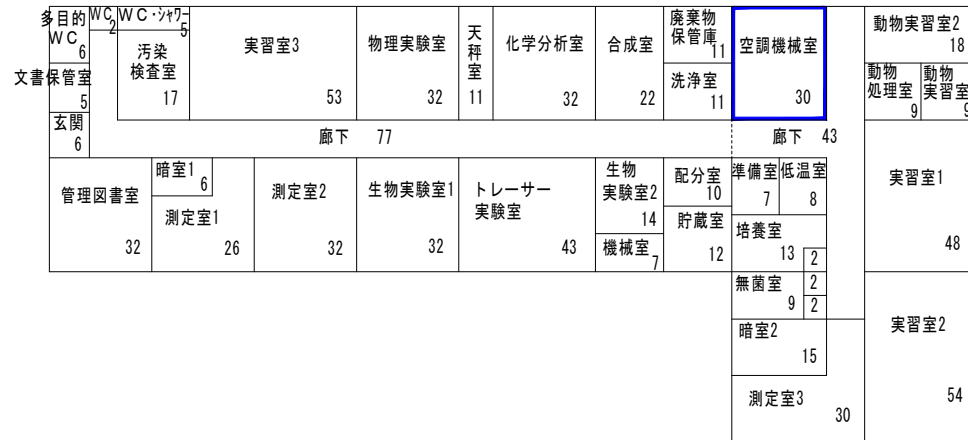 多目的
WC
6
WC
2
WC・シャワー
5
汚染
検査室
17
実習室3
53
物理実験室
32
天
秤
室
11
化学分析室
32
合成室
22
廃棄物
保管庫
11
洗浄室
11
空調機械室
30
動物実習室2
18
動物
処理室
9
動物
実習室
9
文書保管室
5
玄関
6
廊下 77
廊下 43
管理図書室
32
暗室1
6
測定室1
26
測定室2
32
生物実験室1
32
トレーサー
実験室
43
生物
実験室2
14
機械室
7
配分室
10
貯蔵室
12
準備室
7
低温室
8
培養室
13
2
無菌室
9
2
2
暗室2
15
測定室3
30
実習室1
48
実習室2
54